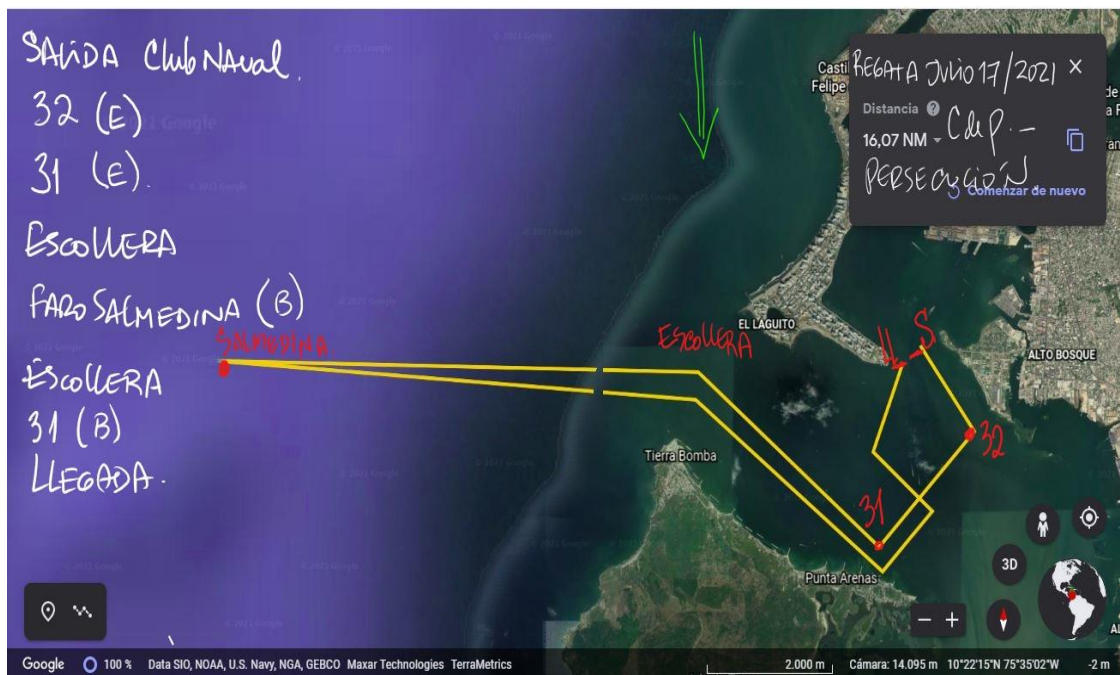 SALIDA Club NAval.
32 (E)
31 (E).
ESCOLLERA
FARO SALMEDINA (B)
ESCOLLERA
31 (B)
LLEGADA.
REGATA JULIO 17/2021
Distancia
16,07 NM
C de P. –
PERSECUCIÓN.
Comenzar de nuevo
Castil
Felipe
SALMEDINA
ESCOLLERA
EL LAGUITO
LL
S
ALTO BOSQUE
32
Tierra Bomba
31
Punta Arenas
3D
Google 100 % Data SIO, NOAA, U.S. Navy, NGA, GEBCO Maxar Technologies TerraMetrics
2.000 m
Cámara: 14.095 m 10°22'15"N 75°35'02"W -2 m